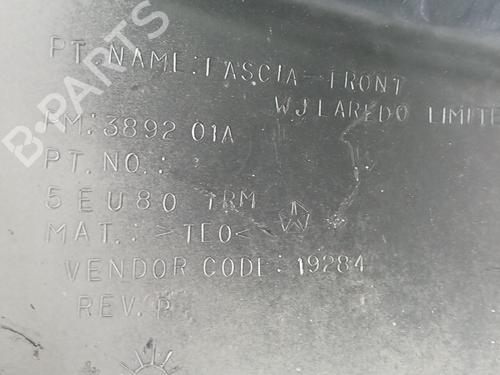 PT. NAME: FASCIA-FRONT
WJ LAREDO LIMITE
RM: 3892 01A
PT. NO.:
5EU80 TRM
MAT.: >TEO<
VENDOR CODE: 19284
REV. P
B-PARTS